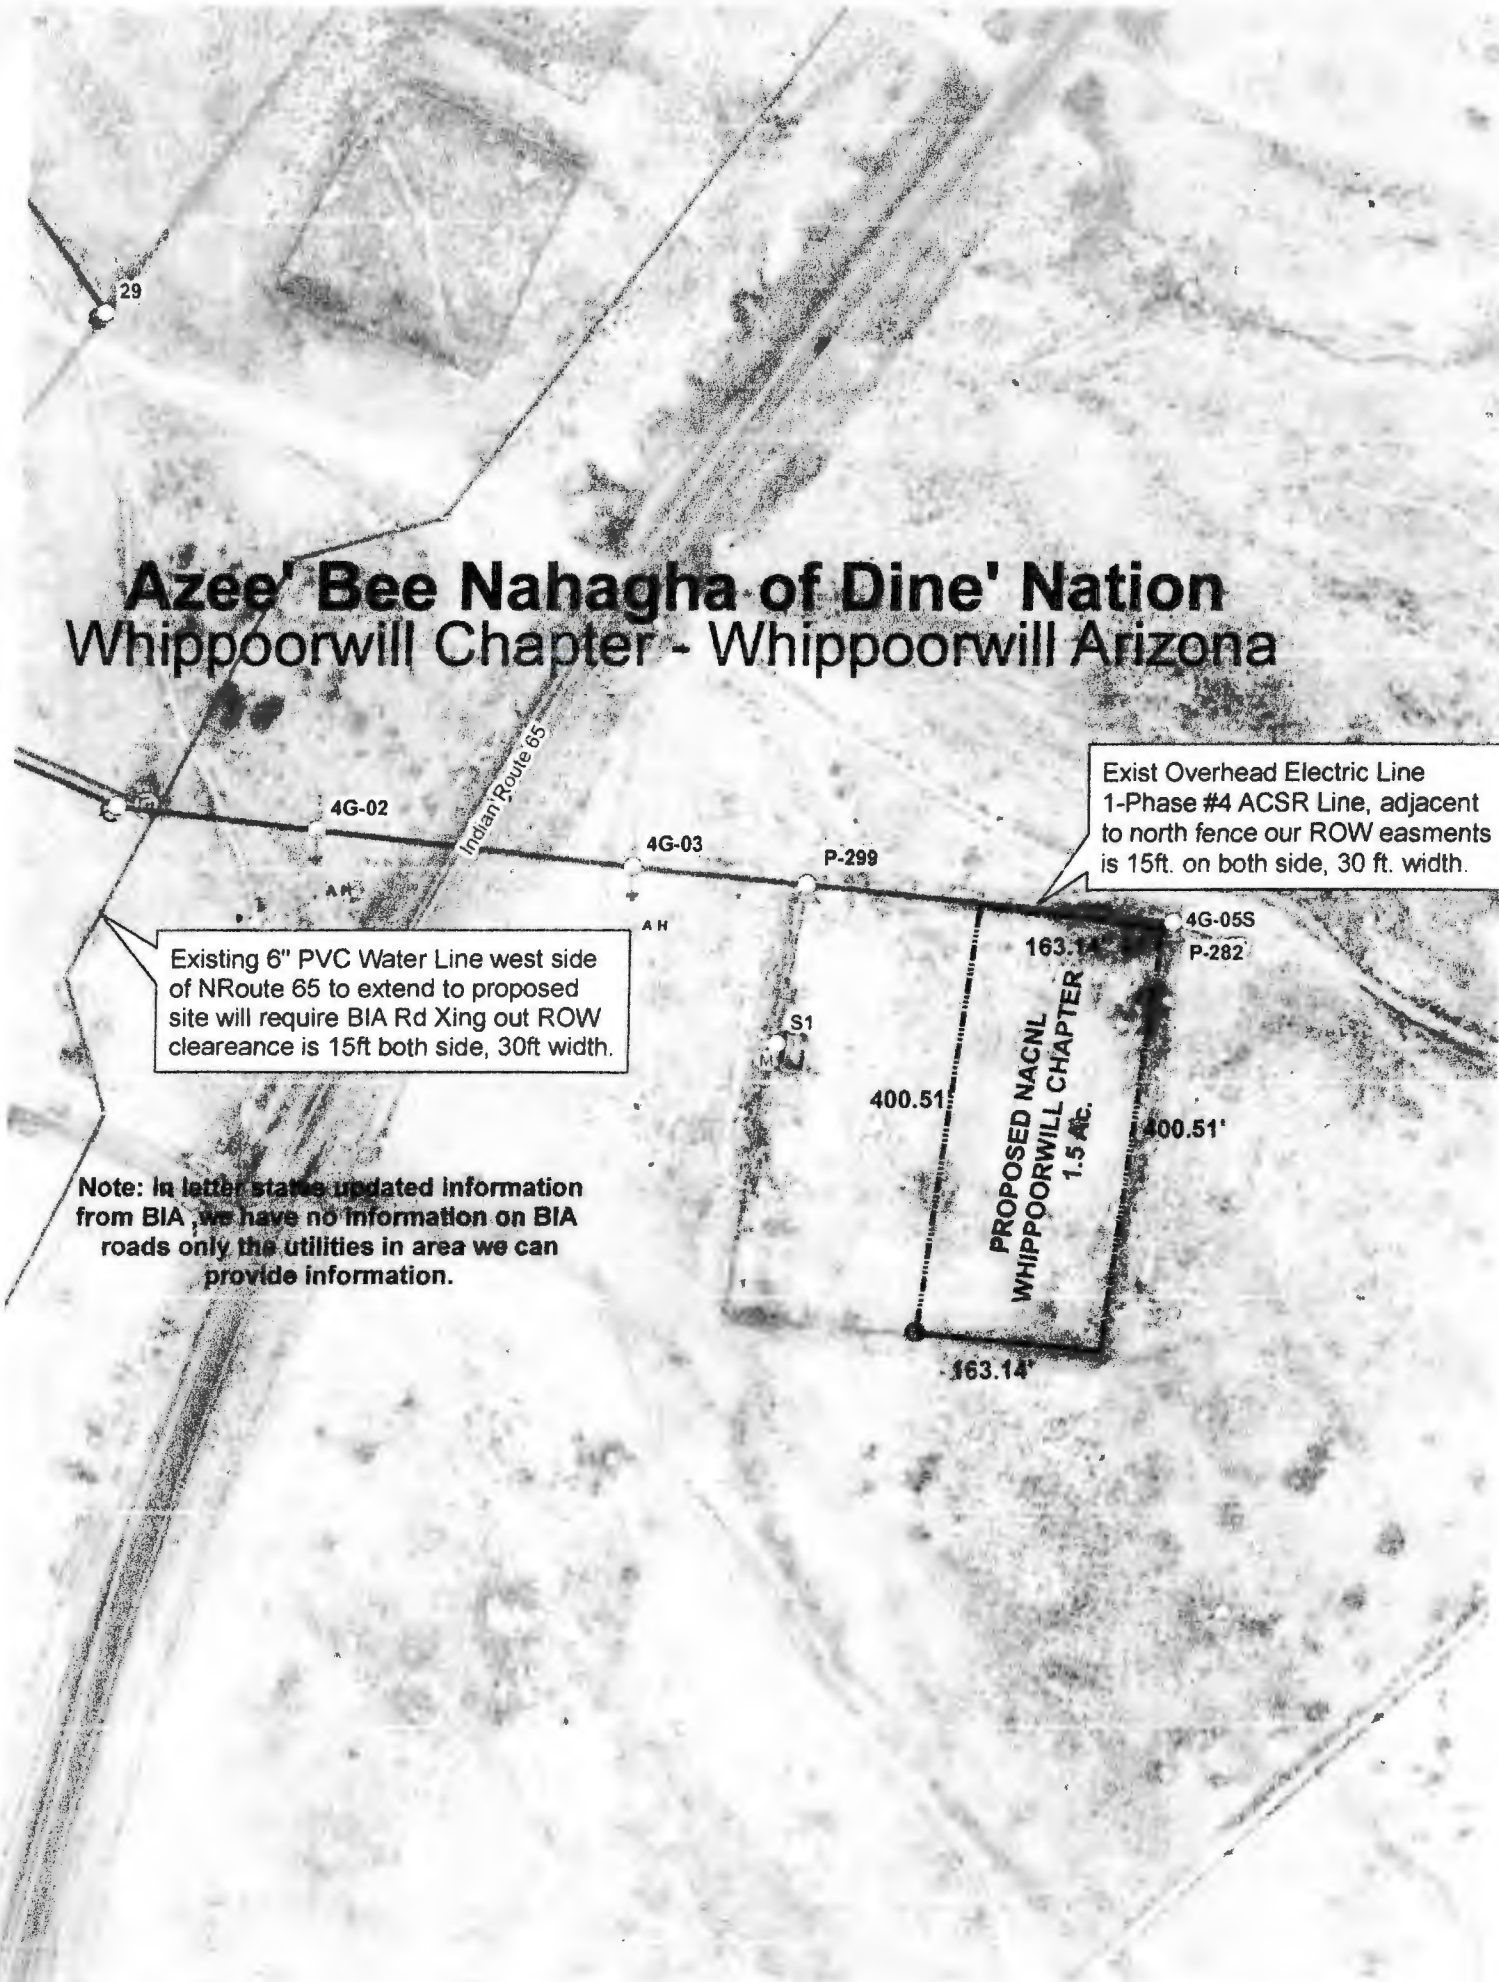 29
Azee' Bee Nahagha of Dine' Nation
Whippoorwill Chapter - Whippoorwill Arizona
Indian Route 65
Exist Overhead Electric Line
1-Phase #4 ACSR Line, adjacent
to north fence our ROW easments
is 15ft. on both side, 30 ft. width.
4G-02
4G-03
P-299
4G-05S
P-282
A H
A H
Existing 6" PVC Water Line west side
of NRoute 65 to extend to proposed
site will require BIA Rd Xing out ROW
cleareance is 15ft both side, 30ft width.
163.14'
S1
M
400.51'
PROPOSED NACNL
WHIPPOORWILL CHAPTER
1.5 Ac.
400.51'
Note: In letter states updated information
from BIA ,we have no information on BIA
roads only the utilities in area we can
provide information.
163.14'